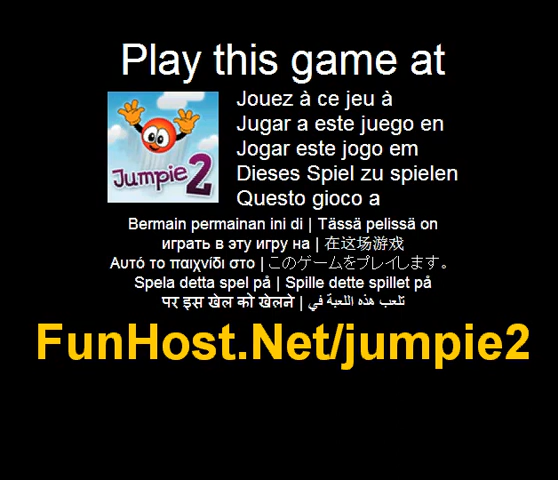 Play this game at
Jumpie 2
Jouez à ce jeu à
Jugar a este juego en
Jogar este jogo em
Dieses Spiel zu spielen
Questo gioco a
Bermain permainan ini di | Tässä pelissä on
играть в эту игру на | 在这场游戏
Αυτό το παιχνίδι στο | このゲームをプレイします。
Spela detta spel på | Spille dette spillet på
पर इस खेल को खेलने | تلعب هذه اللعبة في
FunHost.Net/jumpie2